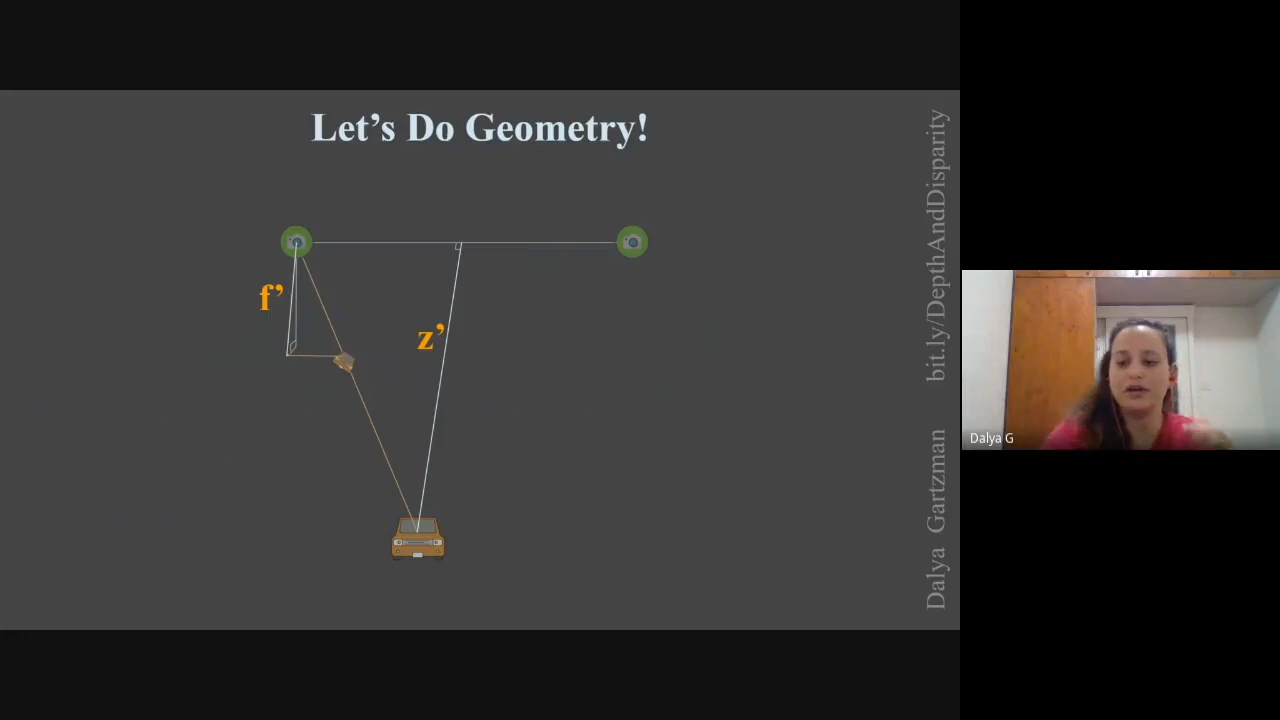 Let's Do Geometry!
f’
z’
bit.ly/DepthAndDisparity
Dalya Gartzman
Dalya G